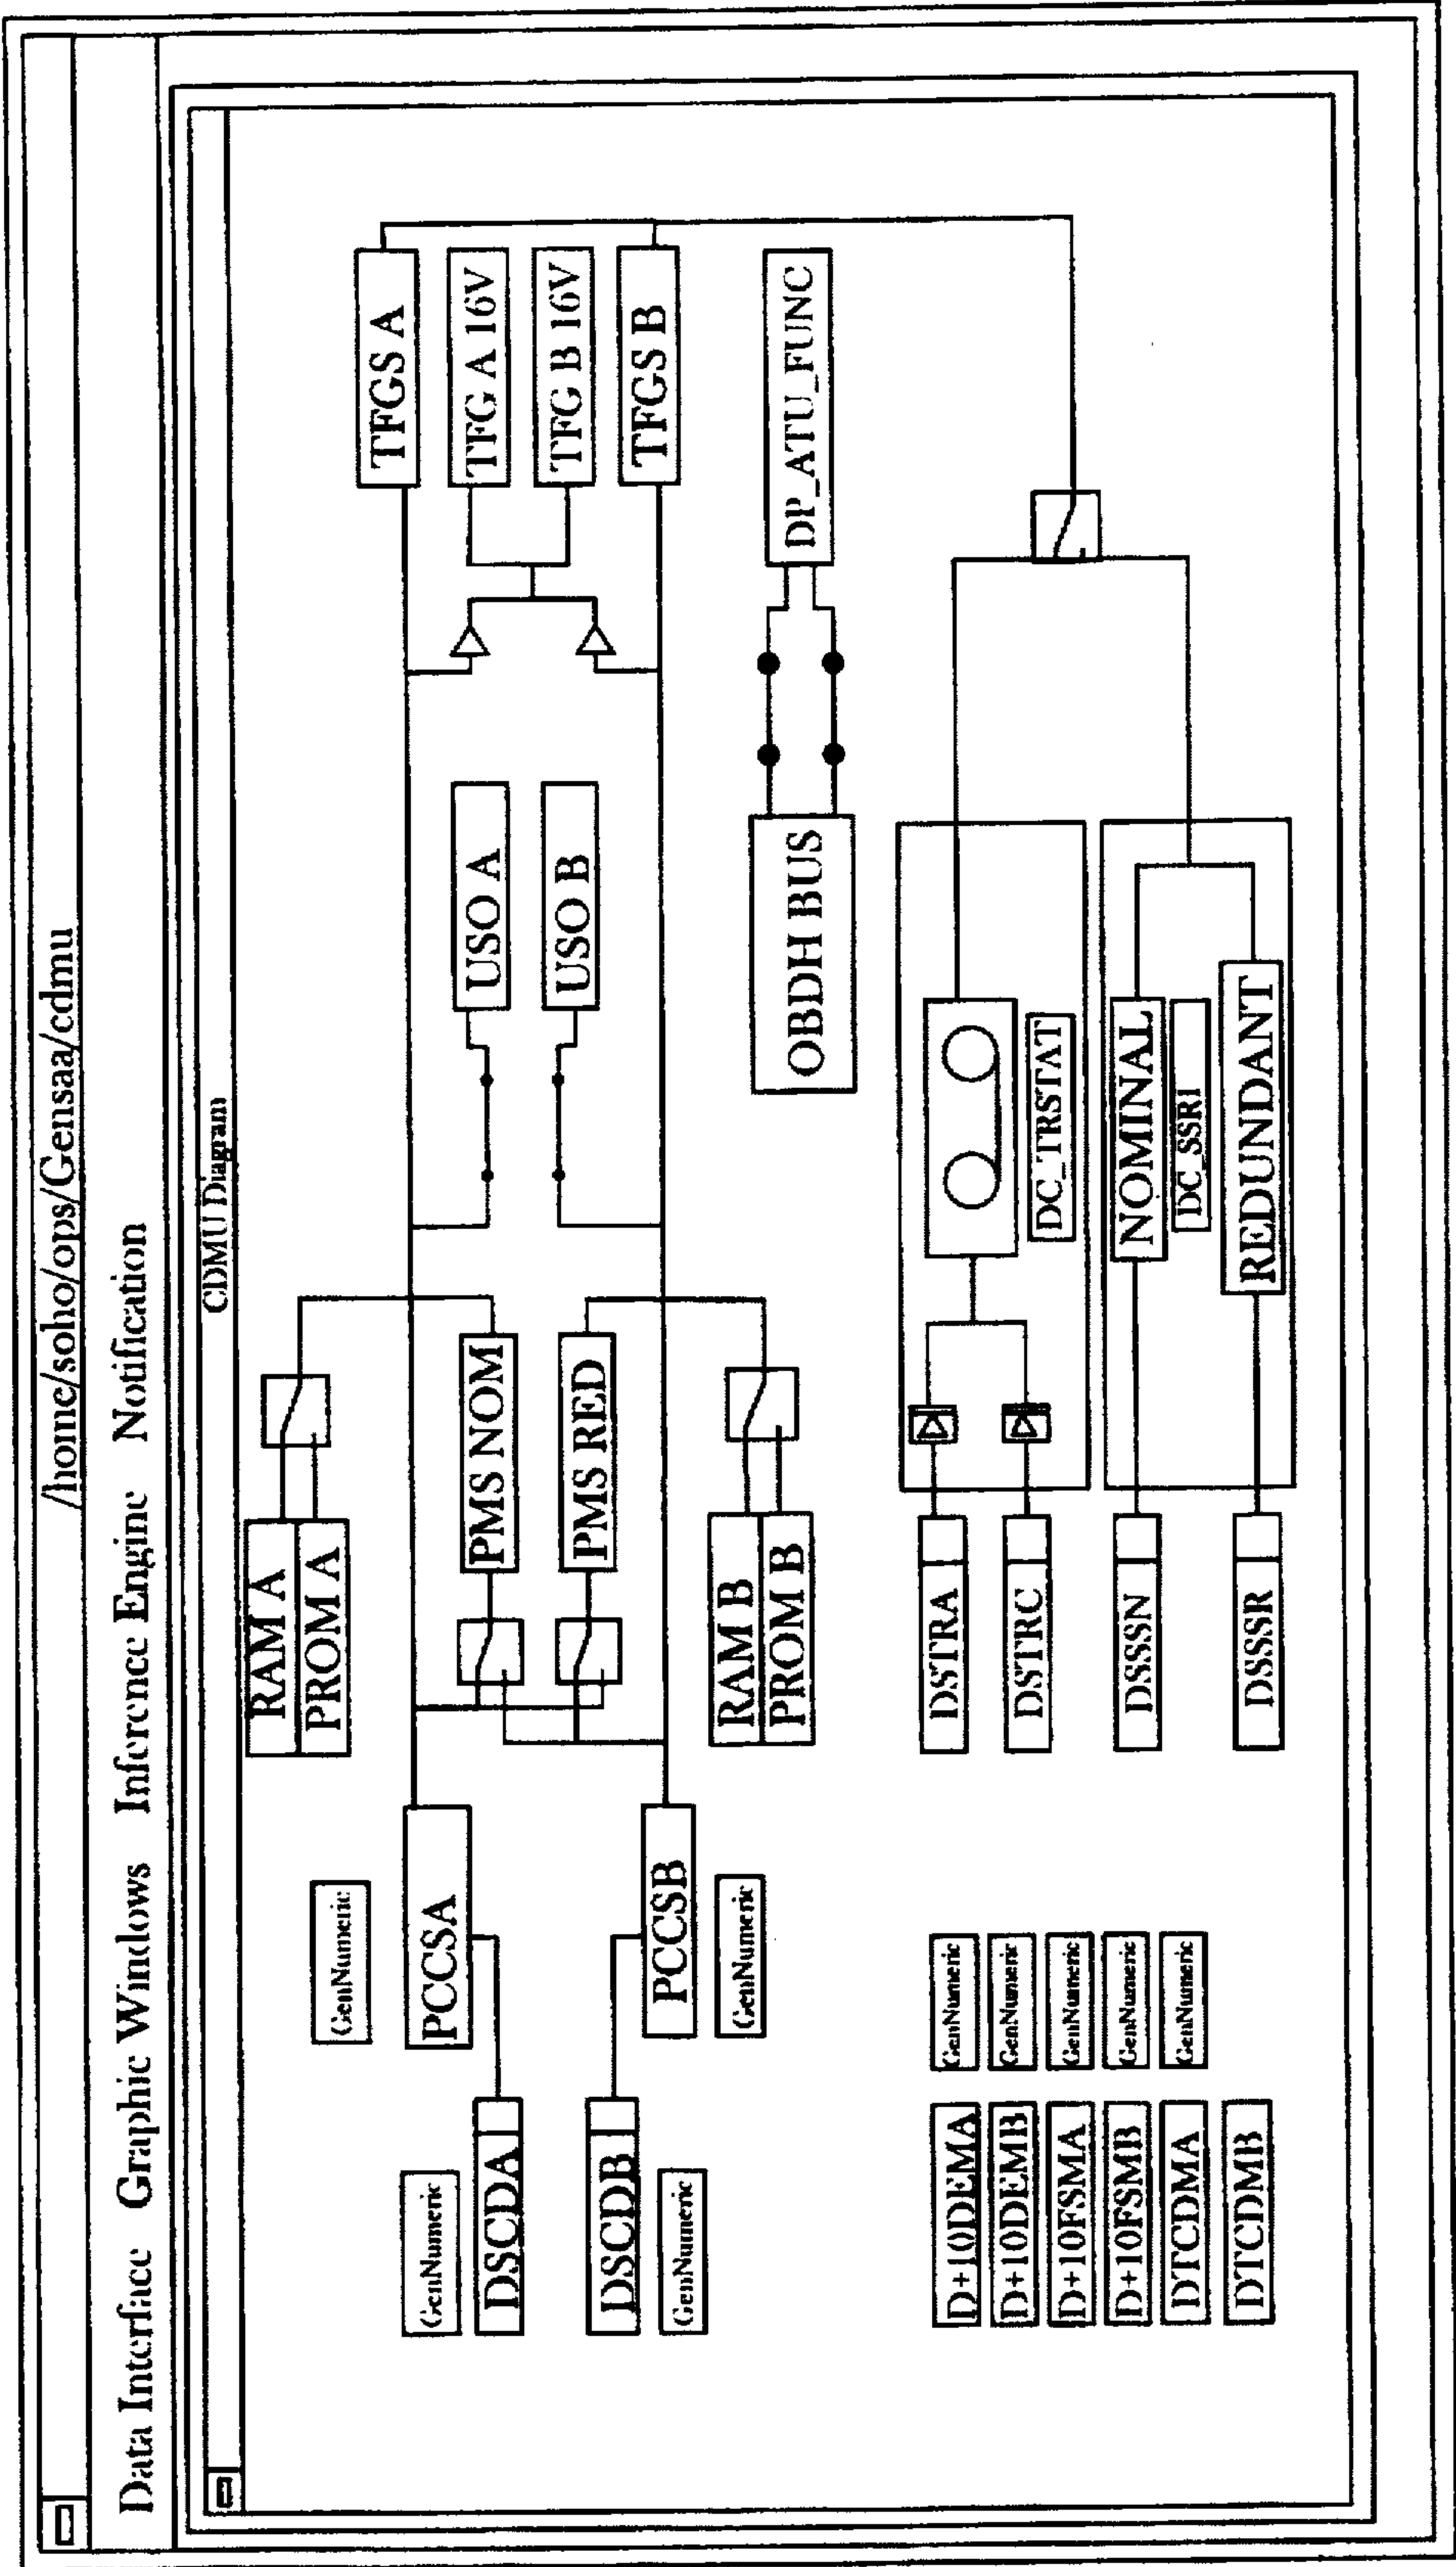 /home/soho/ops/Gensaa/cdmu
Data Interface Graphic Windows Inference Engine Notification
CDMU Diagram
RAM A
PROM A
GenNumeric
PCCSA
GenNumeric
DSCDA
DSCDB
GenNumeric
PCCSB
GenNumeric
PMS NOM
PMS RED
RAM B
PROM B
USO A
USO B
TFGS A
TFG A 16V
TFG B 16V
TFGS B
OBDH BUS
DP_ATU_FUNC
D+10DEMA GenNumeric
D+10DEMB GenNumeric
D+10FSMA GenNumeric
D+10FSMB GenNumeric
DTCDMA GenNumeric
DTCDMB
DSTRA
DSTRC
DC_TRSTAT
DSSSN
NOMINAL
DC_SSR1
DSSSR
REDUNDANT